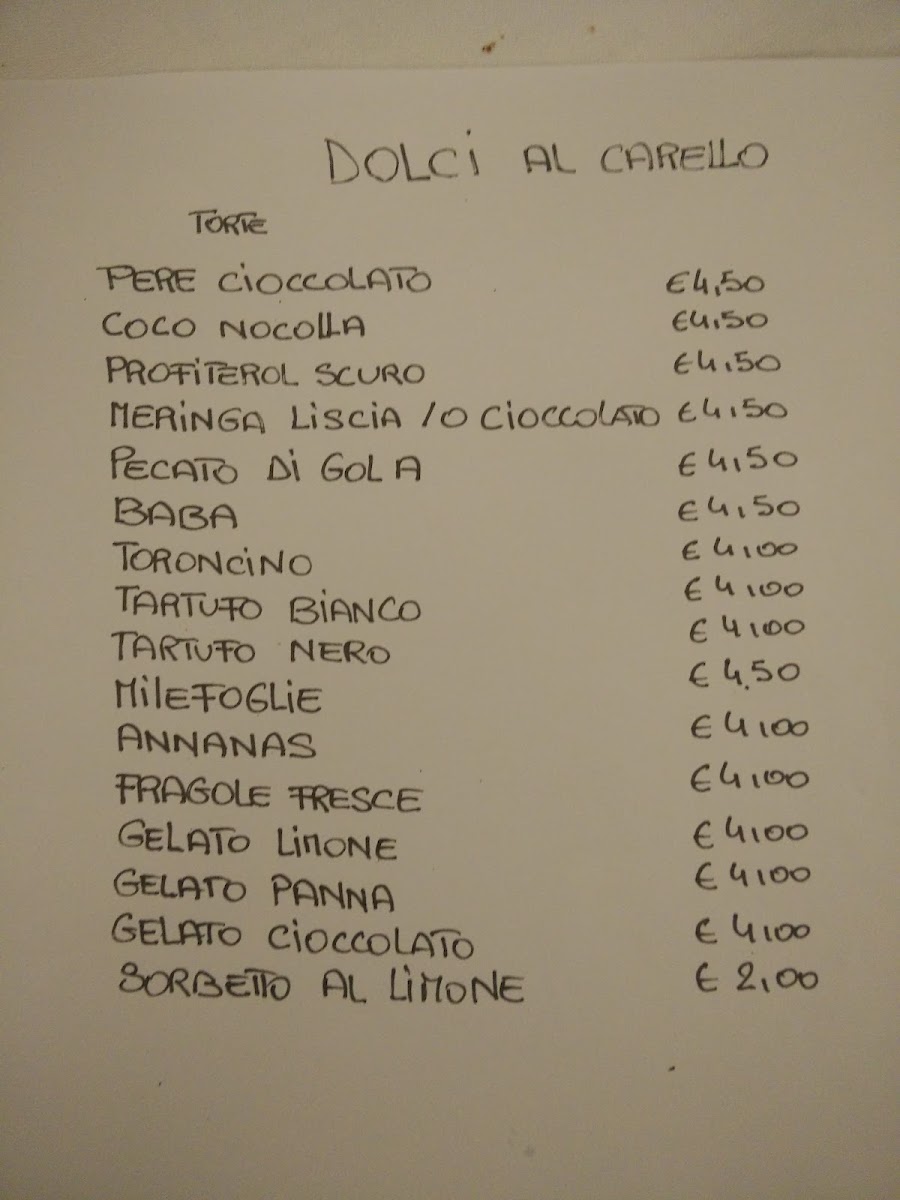 DOLCI AL CARELLO
TORTE
PERE CIOCCOLATO €4,50
COCO NOCOLLA €4,50
PROFITEROL SCURO €4,50
MERINGA LISCIA /O CIOCCOLATO €4,50
PECATO DI GOLA €4,50
BABA €4,50
TORONCINO €4,00
TARTUFO BIANCO €4,00
TARTUFO NERO €4,00
MILEFOGLIE €4,50
ANNANAS €4,00
FRAGOLE FRESCE €4,00
GELATO LIMONE €4,00
GELATO PANNA €4,00
GELATO CIOCCOLATO €4,00
SORBETTO AL LIMONE €2,00